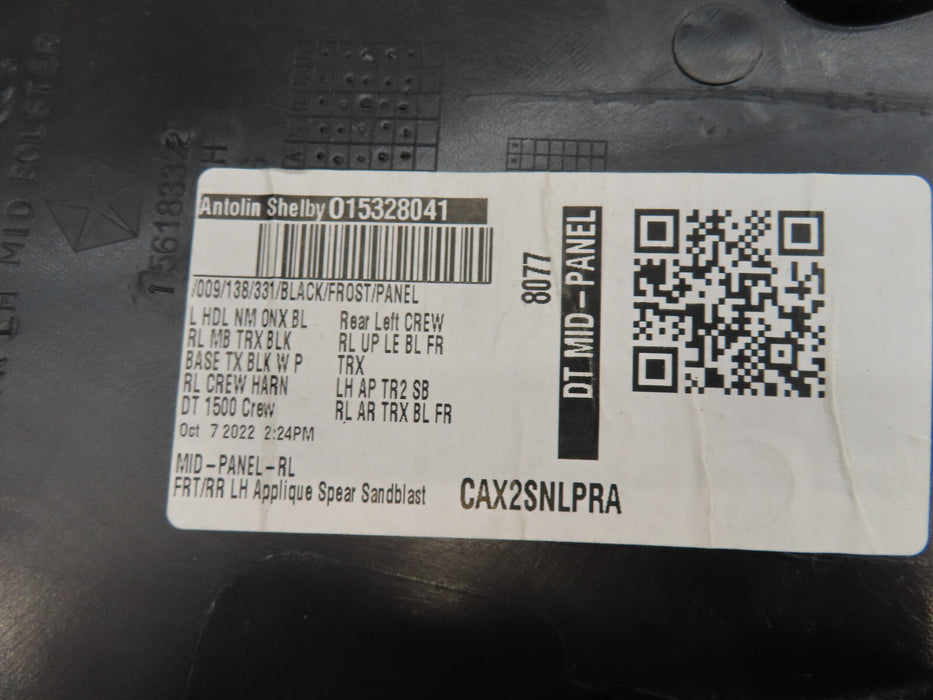 Antolin Shelby 015328041
/009/138/331/BLACK/FROST/PANEL
L HDL NM ONX BL
RL MB TRX BLK
BASE TX BLK W P
RL CREW HARN
DT 1500 Crew
Rear Left CREW
RL UP LE BL FR
TRX
LH AP TR2 SB
RL AR TRX BL FR
Oct 7 2022 2:24PM
MID-PANEL-RL
FRT/RR LH Applique Spear Sandblast
CAX2SNLPRA
8077
DT MID-PANEL
LH MID BOLSTER